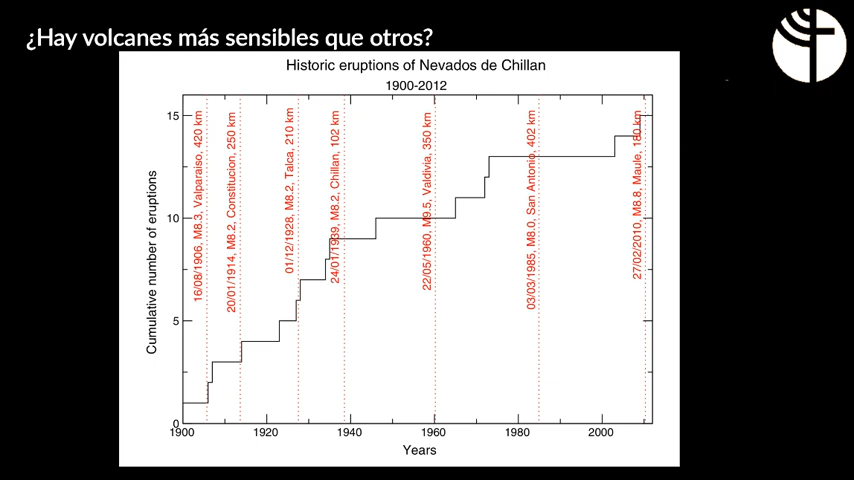 ¿Hay volcanes más sensibles que otros?
Historic eruptions of Nevados de Chillan
1900-2012
Cumulative number of eruptions
15
10
5
0
16/08/1906, M8.3, Valparaiso, 420 km
20/01/1914, M8.2, Constitucion, 250 km
01/12/1928, M8.2, Talca, 210 km
24/01/1939, M8.2, Chillan, 102 km
22/05/1960, M9.5, Valdivia, 350 km
03/03/1985, M8.0, San Antonio, 402 km
27/02/2010, M8.8, Maule, 180 km
1900 1920 1940 1960 1980 2000
Years